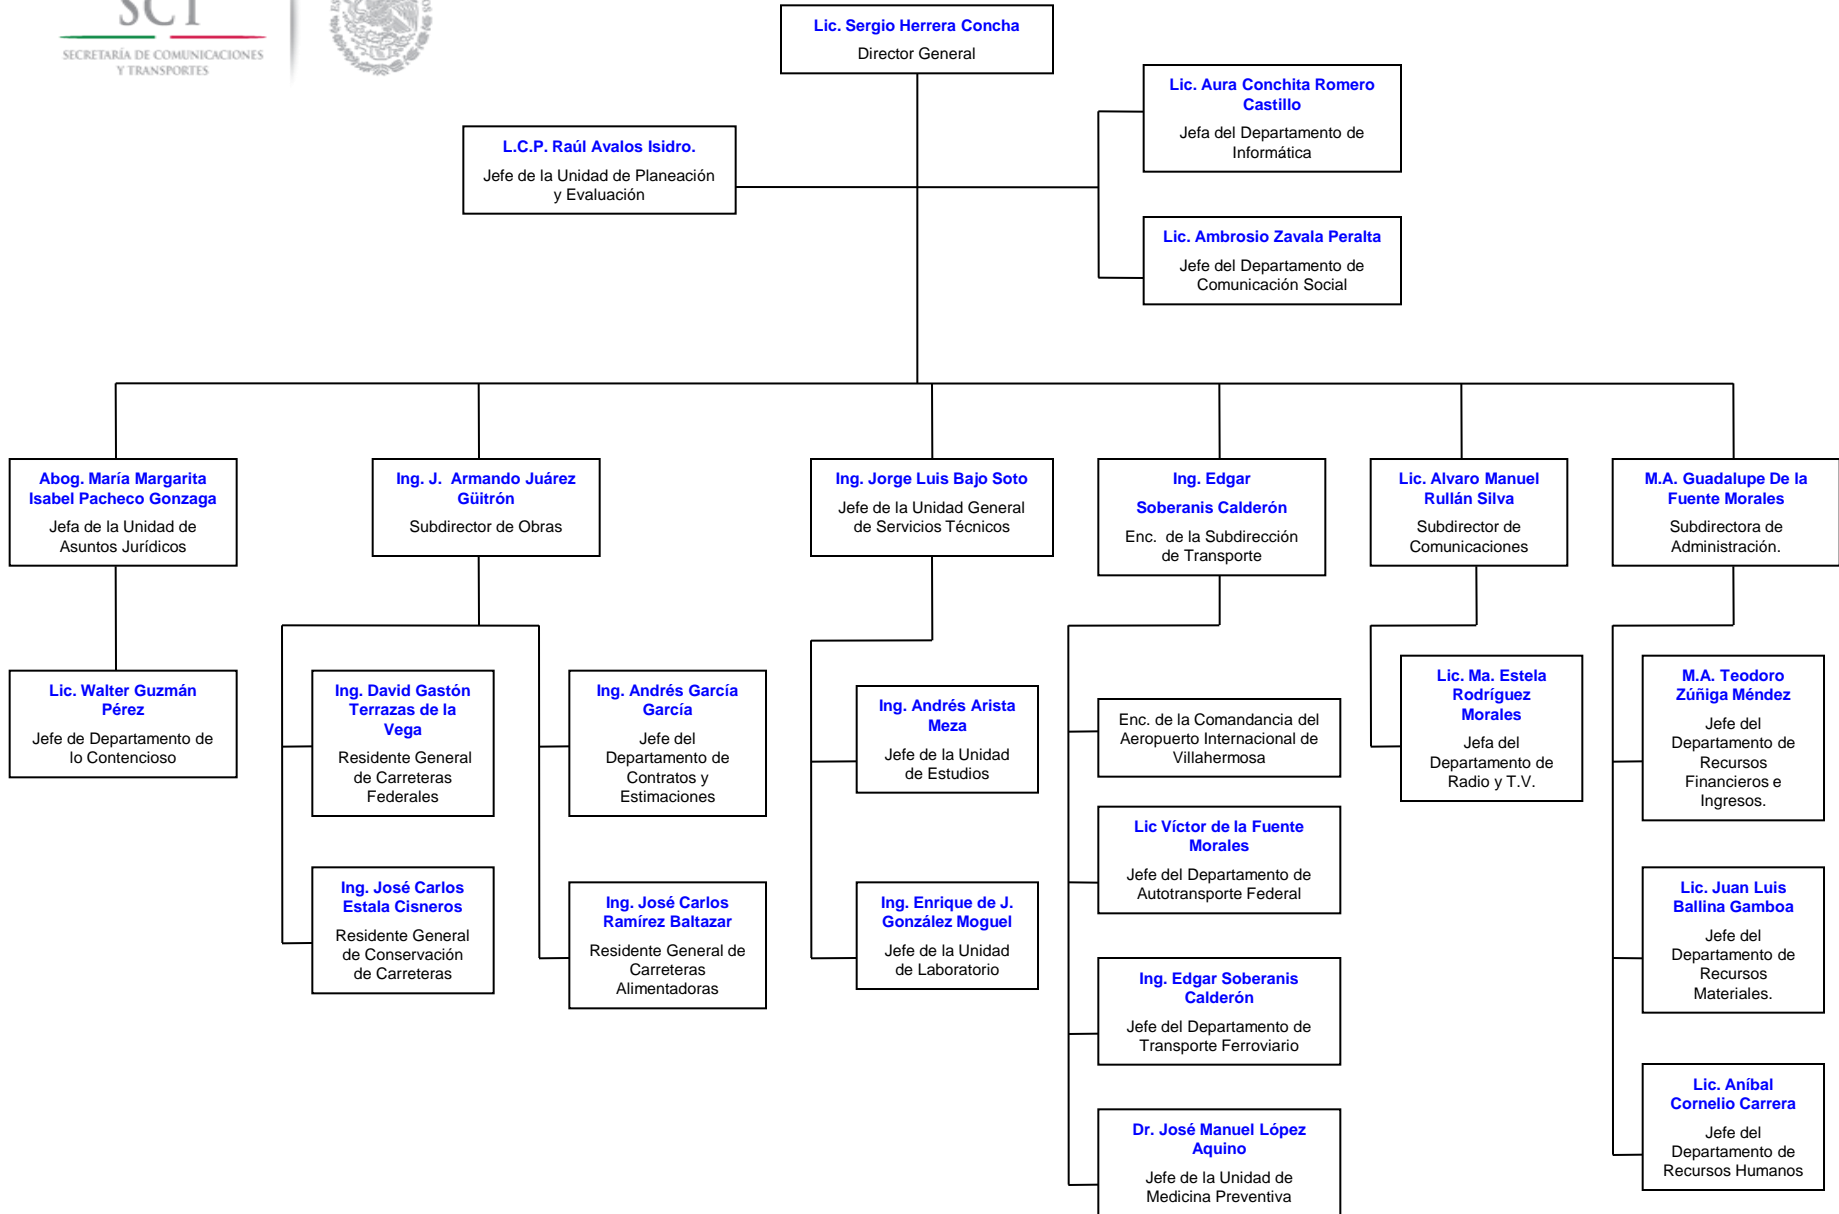 SCT
SECRETARÍA DE COMUNICACIONES
Y TRANSPORTES
Lic. Sergio Herrera Concha
Director General
Lic. Aura Conchita Romero
Castillo
Jefa del Departamento de
Informática
L.C.P. Raúl Avalos Isidro.
Jefe de la Unidad de Planeación
y Evaluación
Lic. Ambrosio Zavala Peralta
Jefe del Departamento de
Comunicación Social
Abog. María Margarita
Isabel Pacheco Gonzaga
Jefa de la Unidad de
Asuntos Jurídicos
Ing. J.  Armando Juárez
Güitrón
Subdirector de Obras
Ing. Jorge Luis Bajo Soto
Jefe de la Unidad General
de Servicios Técnicos
Ing. Edgar
Soberanis Calderón
Enc.  de la Subdirección
de Transporte
Lic. Alvaro Manuel
Rullán Silva
Subdirector de
Comunicaciones
M.A. Guadalupe De la
Fuente Morales
Subdirectora de
Administración.
Lic. Walter Guzmán
Pérez
Jefe de Departamento de
lo Contencioso
Ing. David Gastón
Terrazas de la
Vega
Residente General
de Carreteras
Federales
Ing. Andrés García
García
Jefe del
Departamento de
Contratos y
Estimaciones
Ing. José Carlos
Estala Cisneros
Residente General
de Conservación
de Carreteras
Ing. José Carlos
Ramírez Baltazar
Residente General de
Carreteras
Alimentadoras
Ing. Andrés Arista
Meza
Jefe de la Unidad
de Estudios
Ing. Enrique de J.
González Moguel
Jefe de la Unidad
de Laboratorio
Enc. de la Comandancia del
Aeropuerto Internacional de
Villahermosa
Lic Víctor de la Fuente
Morales
Jefe del Departamento de
Autotransporte Federal
Ing. Edgar Soberanis
Calderón
Jefe del Departamento de
Transporte Ferroviario
Dr. José Manuel López
Aquino
Jefe de la Unidad de
Medicina Preventiva
Lic. Ma. Estela
Rodríguez
Morales
Jefa del
Departamento de
Radio y T.V.
M.A. Teodoro
Zúñiga Méndez
Jefe del
Departamento de
Recursos
Financieros e
Ingresos.
Lic. Juan Luis
Ballina Gamboa
Jefe del
Departamento de
Recursos
Materiales.
Lic. Aníbal
Cornelio Carrera
Jefe del
Departamento de
Recursos Humanos